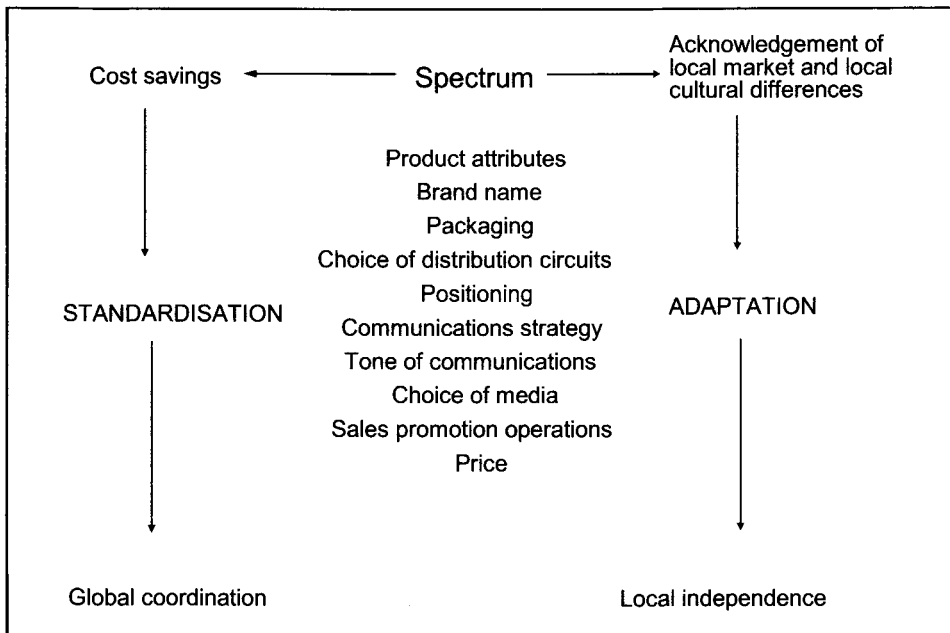 Cost savings
Spectrum
Acknowledgement of
local market and local
cultural differences
Product attributes
Brand name
Packaging
Choice of distribution circuits
Positioning
STANDARDISATION
ADAPTATION
Communications strategy
Tone of communications
Choice of media
Sales promotion operations
Price
Global coordination
Local independence